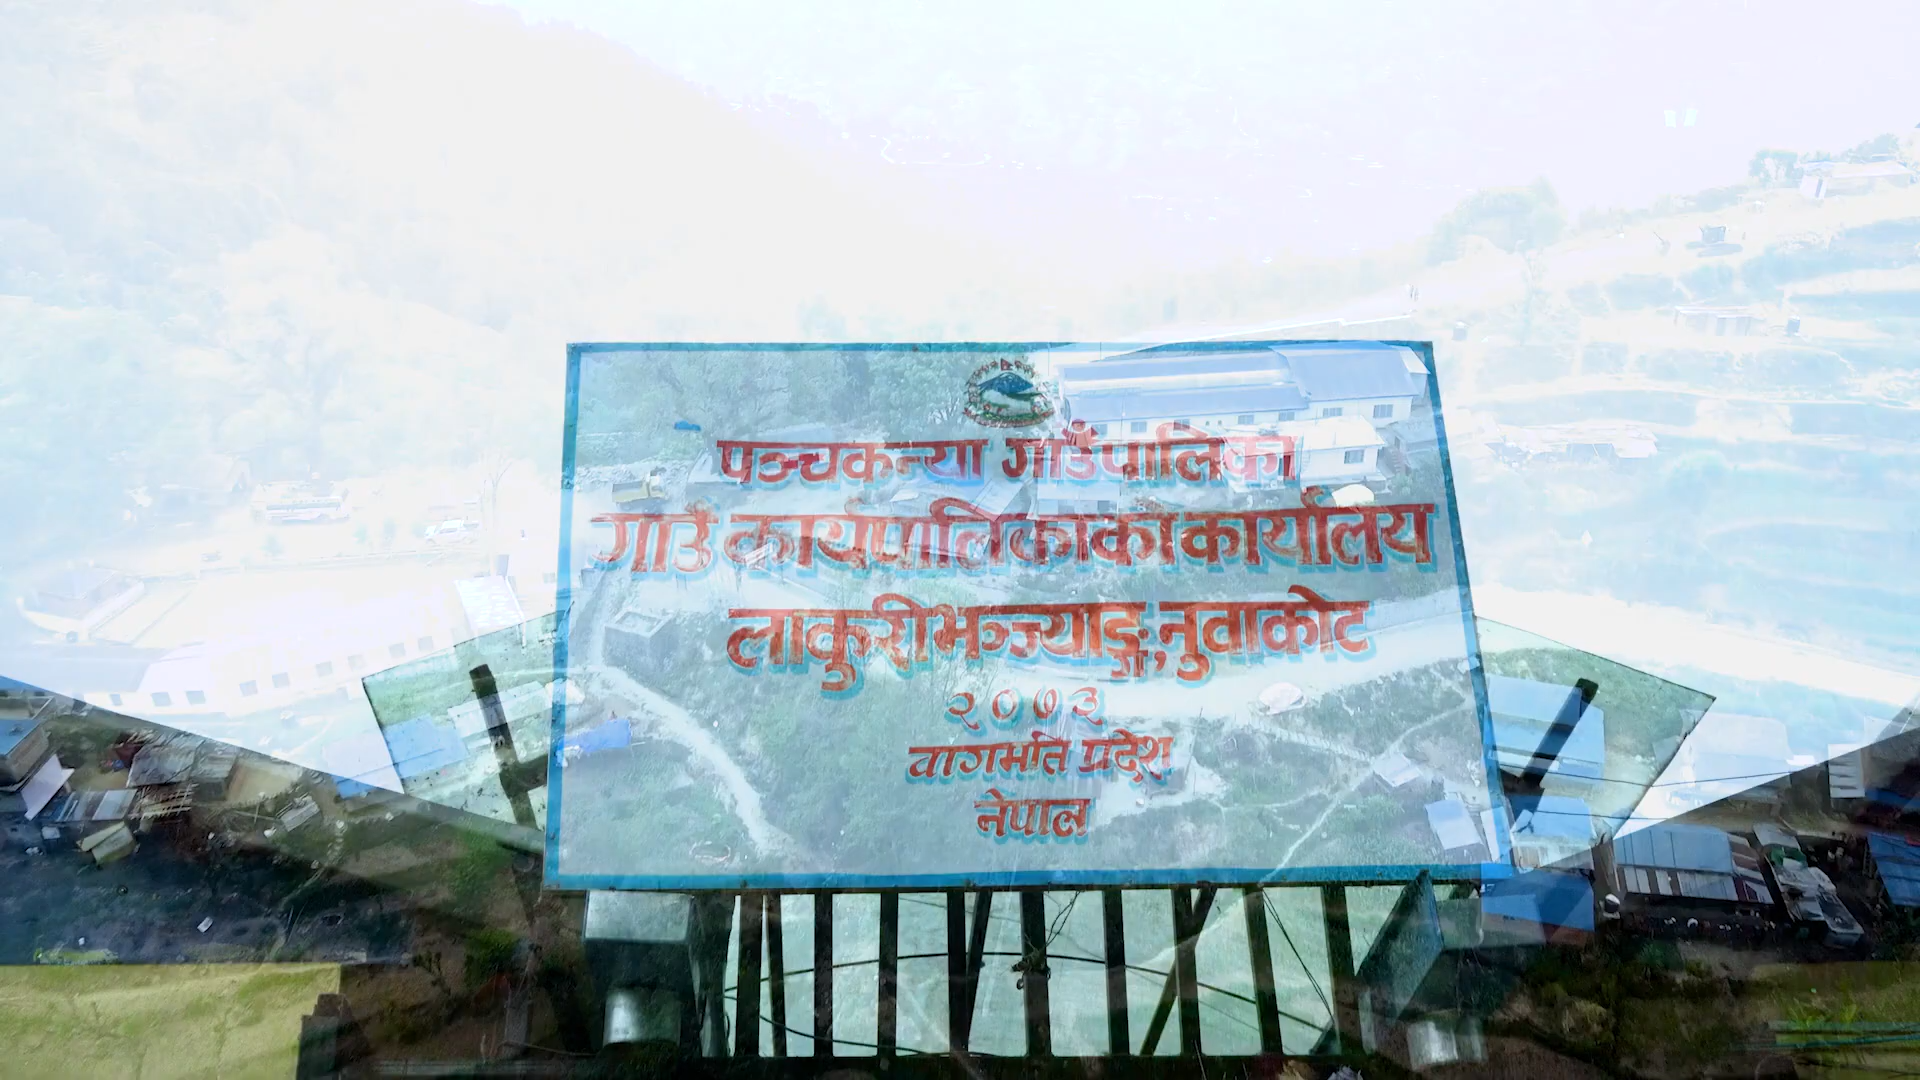 पञ्चकन्या गाउँपालिका
गाउँ कार्यपालिकाको कार्यालय
लाकुरीभञ्ज्याङ्ग,नुवाकोट
२०७३
वागमति प्रदेश
नेपाल